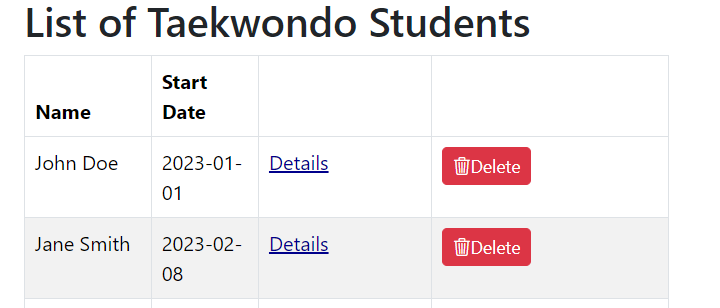 List of Taekwondo Students
Name
Start
Date
John Doe
2023-01-
01
Details
Delete
Jane Smith
2023-02-
08
Details
Delete